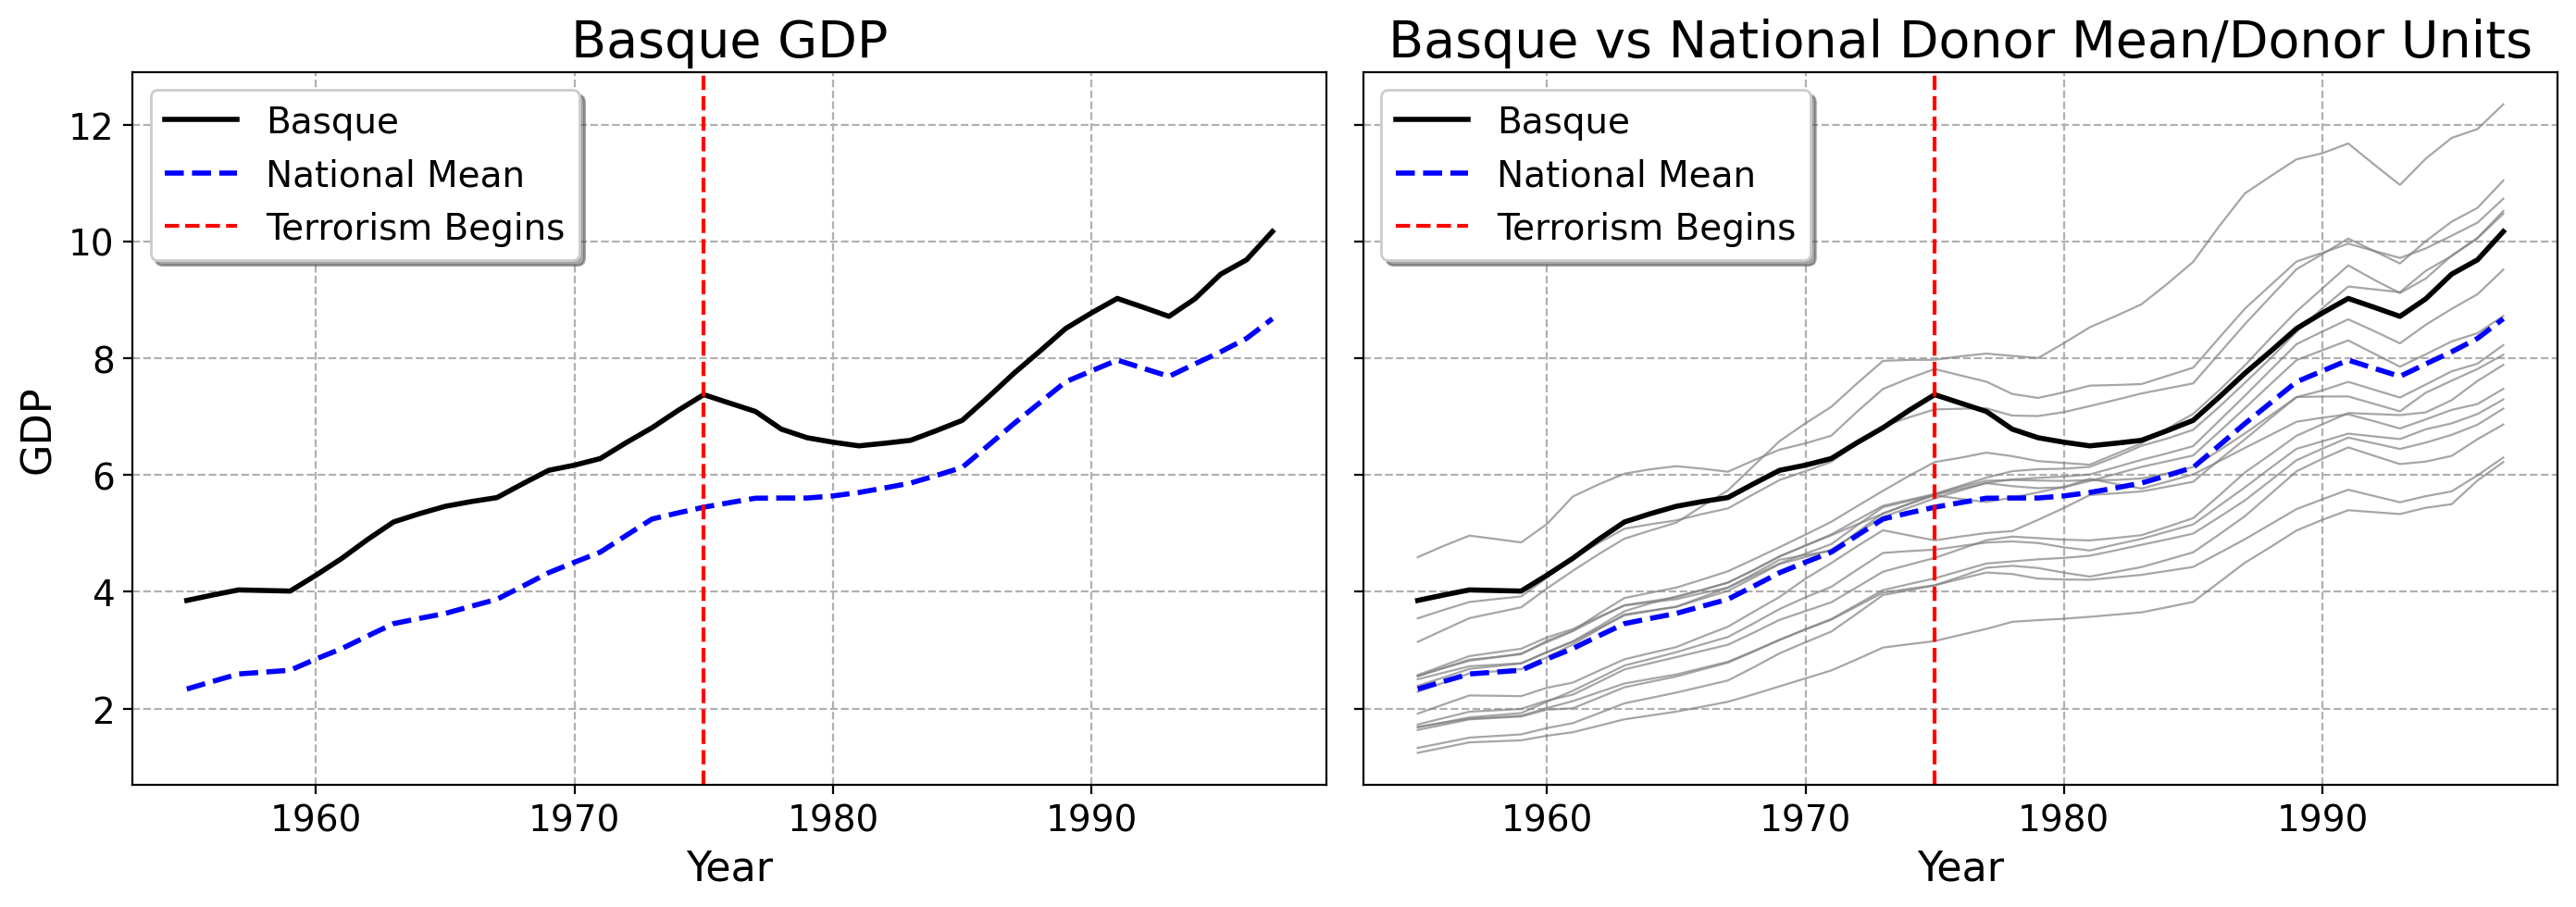 Basque GDP
Basque
National Mean
Terrorism Begins
12
10
8
6
4
2
GDP
1960
1970
1980
1990
Year
Basque vs National Donor Mean/Donor Units
Basque
National Mean
Terrorism Begins
1960
1970
1980
1990
Year